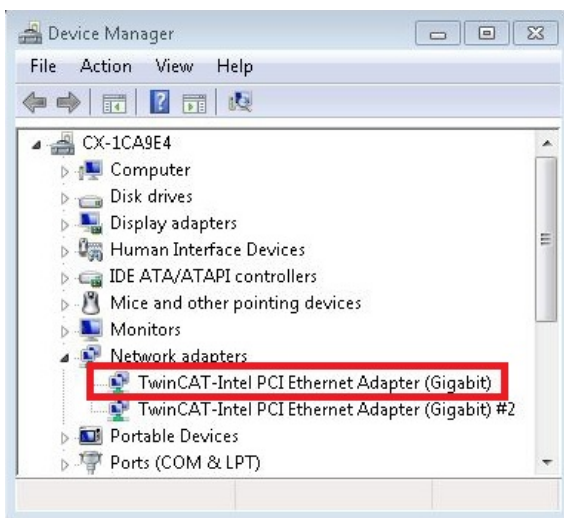 Device Manager
File Action View Help
CX-1CA9E4
Computer
Disk drives
Display adapters
Human Interface Devices
IDE ATA/ATAPI controllers
Mice and other pointing devices
Monitors
Network adapters
TwinCAT-Intel PCI Ethernet Adapter (Gigabit)
TwinCAT-Intel PCI Ethernet Adapter (Gigabit) #2
Portable Devices
Ports (COM & LPT)